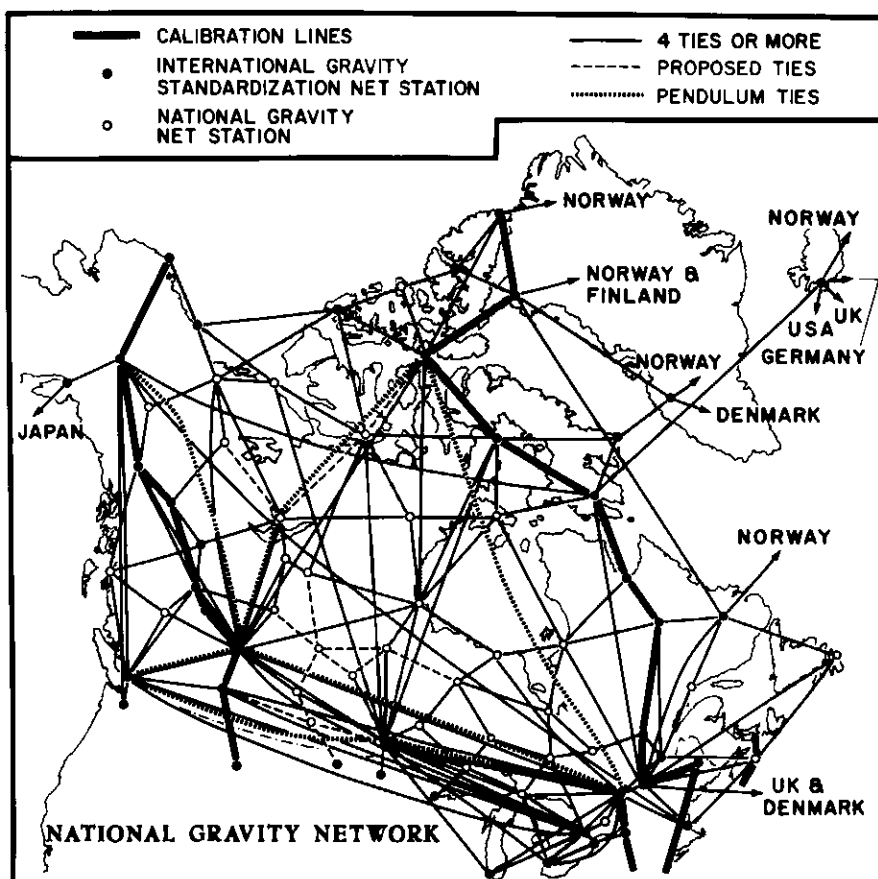 CALIBRATION LINES
INTERNATIONAL GRAVITY
STANDARDIZATION NET STATION
NATIONAL GRAVITY
NET STATION
4 TIES OR MORE
PROPOSED TIES
PENDULUM TIES
NORWAY
NORWAY
NORWAY &
FINLAND
USA
UK
GERMANY
NORWAY
DENMARK
JAPAN
NORWAY
UK &
DENMARK
NATIONAL GRAVITY NETWORK